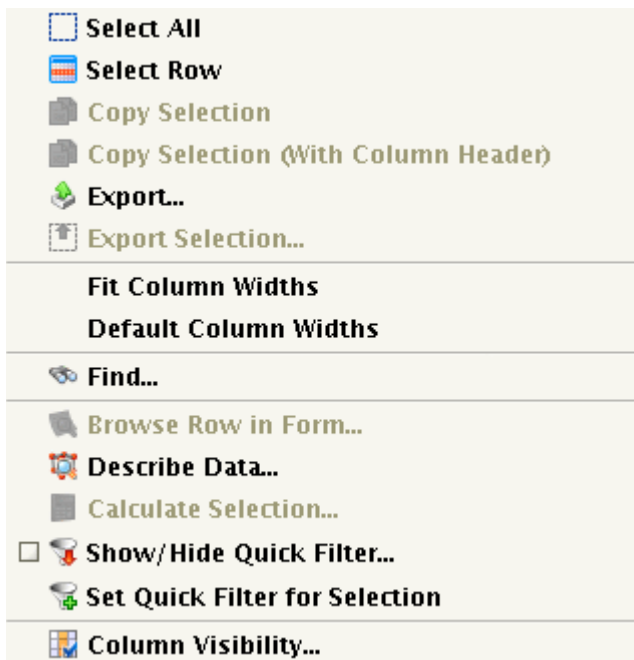 Select All
Select Row
Copy Selection
Copy Selection (With Column Header)
Export...
Export Selection...
Fit Column Widths
Default Column Widths
Find...
Browse Row in Form...
Describe Data...
Calculate Selection...
Show/Hide Quick Filter...
Set Quick Filter for Selection
Column Visibility...